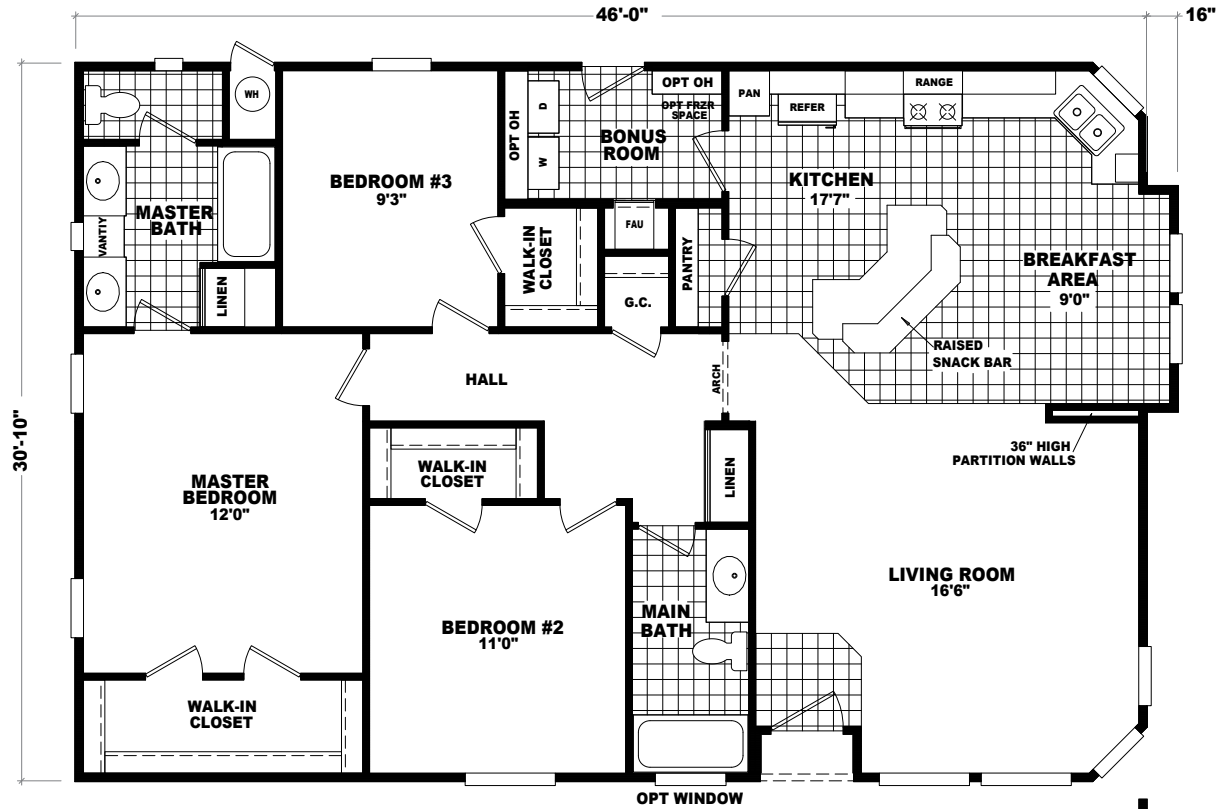 46'-0"
16"
30'-10"
WH
OPT OH
D
W
OPT OH
OPT FRZR
SPACE
BONUS
ROOM
PAN
REFER
RANGE
BEDROOM #3
9'3"
KITCHEN
17'7"
MASTER
BATH
VANTIY
LINEN
WALK-IN
CLOSET
FAU
G.C.
PANTRY
BREAKFAST
AREA
9'0"
RAISED
SNACK BAR
HALL
ARCH
36" HIGH
PARTITION WALLS
WALK-IN
CLOSET
LINEN
MASTER
BEDROOM
12'0"
LIVING ROOM
16'6"
BEDROOM #2
11'0"
MAIN
BATH
WALK-IN
CLOSET
OPT WINDOW